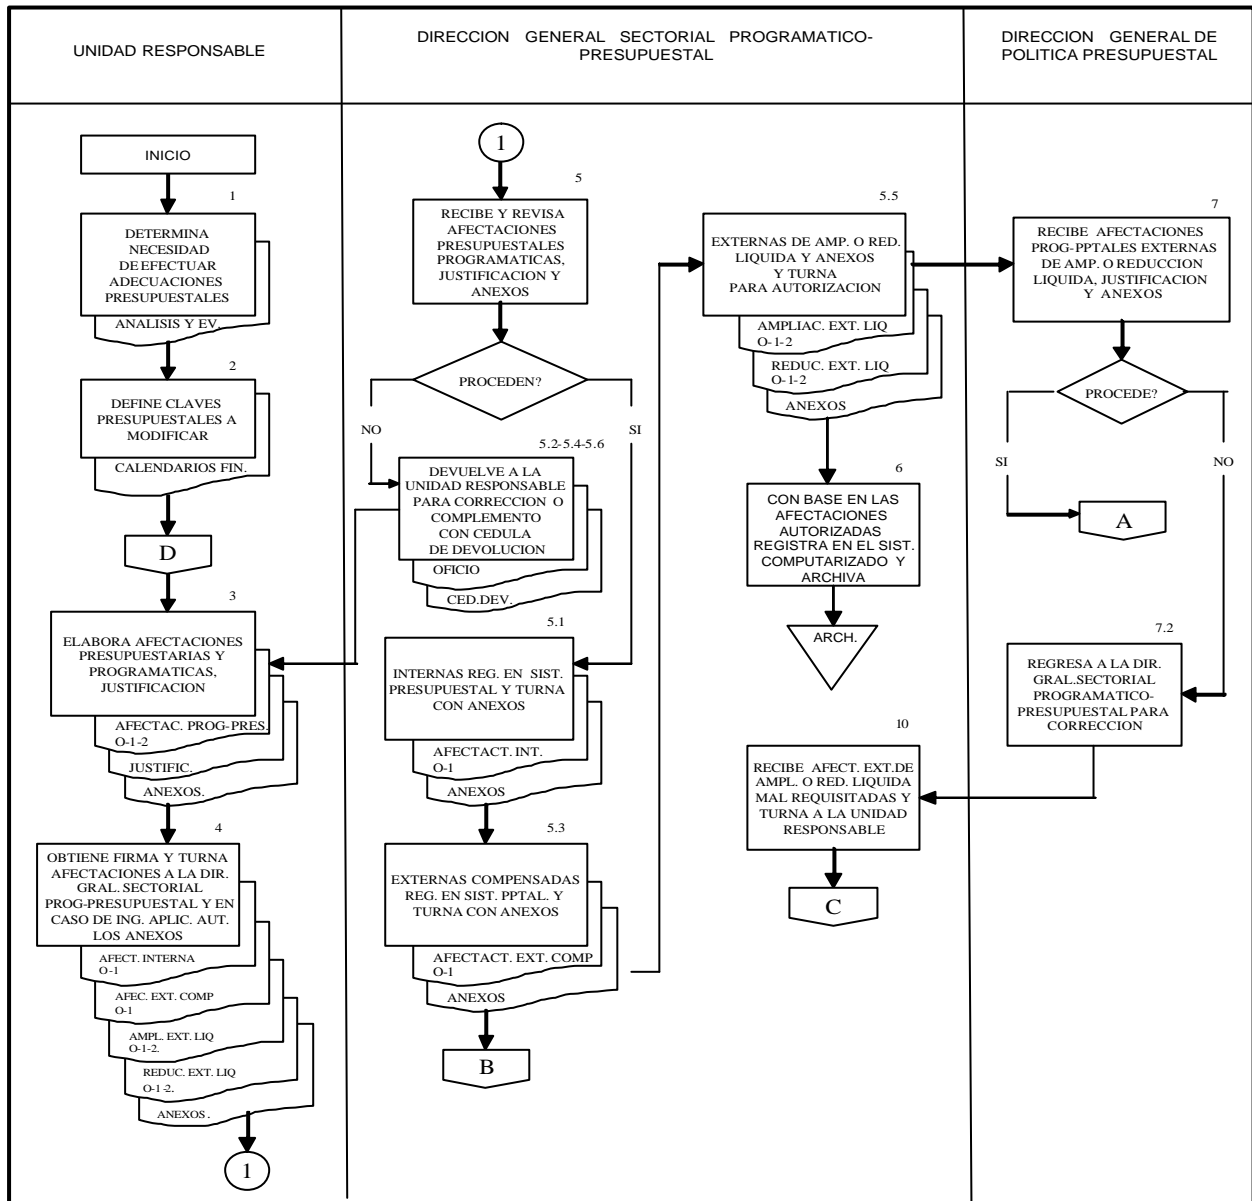 UNIDAD RESPONSABLE
DIRECCION GENERAL SECTORIAL PROGRAMATICO-
PRESUPUESTAL
DIRECCION GENERAL DE
POLITICA PRESUPUESTAL
INICIO
1
DETERMINA
NECESIDAD
DE EFECTUAR
ADECUACIONES
PRESUPUESTALES
ANALISIS Y EV.
2
DEFINE CLAVES
PRESUPUESTALES A
MODIFICAR
CALENDARIOS FIN.
D
3
ELABORA AFECTACIONES
PRESUPUESTARIAS Y
PROGRAMATICAS,
JUSTIFICACION
AFECTAC. PROG-PRES.
O-1-2
JUSTIFIC.
ANEXOS.
4
OBTIENE FIRMA Y TURNA
AFECTACIONES A LA DIR.
GRAL. SECTORIAL
PROG-PRESUPUESTAL Y EN
CASO DE ING. APLIC. AUT.
LOS ANEXOS
AFECT. INTERNA
O-1
AFEC. EXT. COMP
O-1
AMPL. EXT. LIQ
O-1-2.
REDUC. EXT. LIQ
O-1-2.
ANEXOS .
1
1
5
RECIBE Y REVISA
AFECTACIONES
PRESUPUESTALES
PROGRAMATICAS,
JUSTIFICACION Y
ANEXOS
PROCEDEN?
NO
SI
5.2-5.4-5.6
DEVUELVE A LA
UNIDAD RESPONSABLE
PARA CORRECCION O
COMPLEMENTO
CON CEDULA
DE DEVOLUCION
OFICIO
CED.DEV.
5.1
INTERNAS REG. EN SIST.
PRESUPUESTAL Y TURNA
CON ANEXOS
AFECTACT. INT.
O-1
ANEXOS
5.3
EXTERNAS COMPENSADAS
REG. EN SIST. PPTAL. Y
TURNA CON ANEXOS
AFECTACT. EXT. COMP
O-1
ANEXOS
B
5.5
EXTERNAS DE AMP. O RED.
LIQUIDA Y ANEXOS
Y TURNA
PARA AUTORIZACION
AMPLIAC. EXT. LIQ
O-1-2
REDUC. EXT. LIQ
O-1-2
ANEXOS
6
CON BASE EN LAS
AFECTACIONES
AUTORIZADAS
REGISTRA EN EL SIST.
COMPUTARIZADO Y
ARCHIVA
ARCH.
10
RECIBE AFECT. EXT.DE
AMPL. O RED. LIQUIDA
MAL REQUISITADAS Y
TURNA A LA UNIDAD
RESPONSABLE
C
7
RECIBE AFECTACIONES
PROG-PPTALES EXTERNAS
DE AMP. O REDUCCION
LIQUIDA, JUSTIFICACION
Y ANEXOS
PROCEDE?
SI
NO
A
7.2
REGRESA A LA DIR.
GRAL.SECTORIAL
PROGRAMATICO-
PRESUPUESTAL PARA
CORRECCION